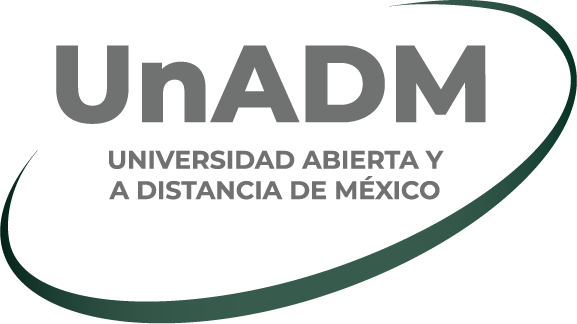 UnADM
UNIVERSIDAD ABIERTA Y
A DISTANCIA DE MÉXICO